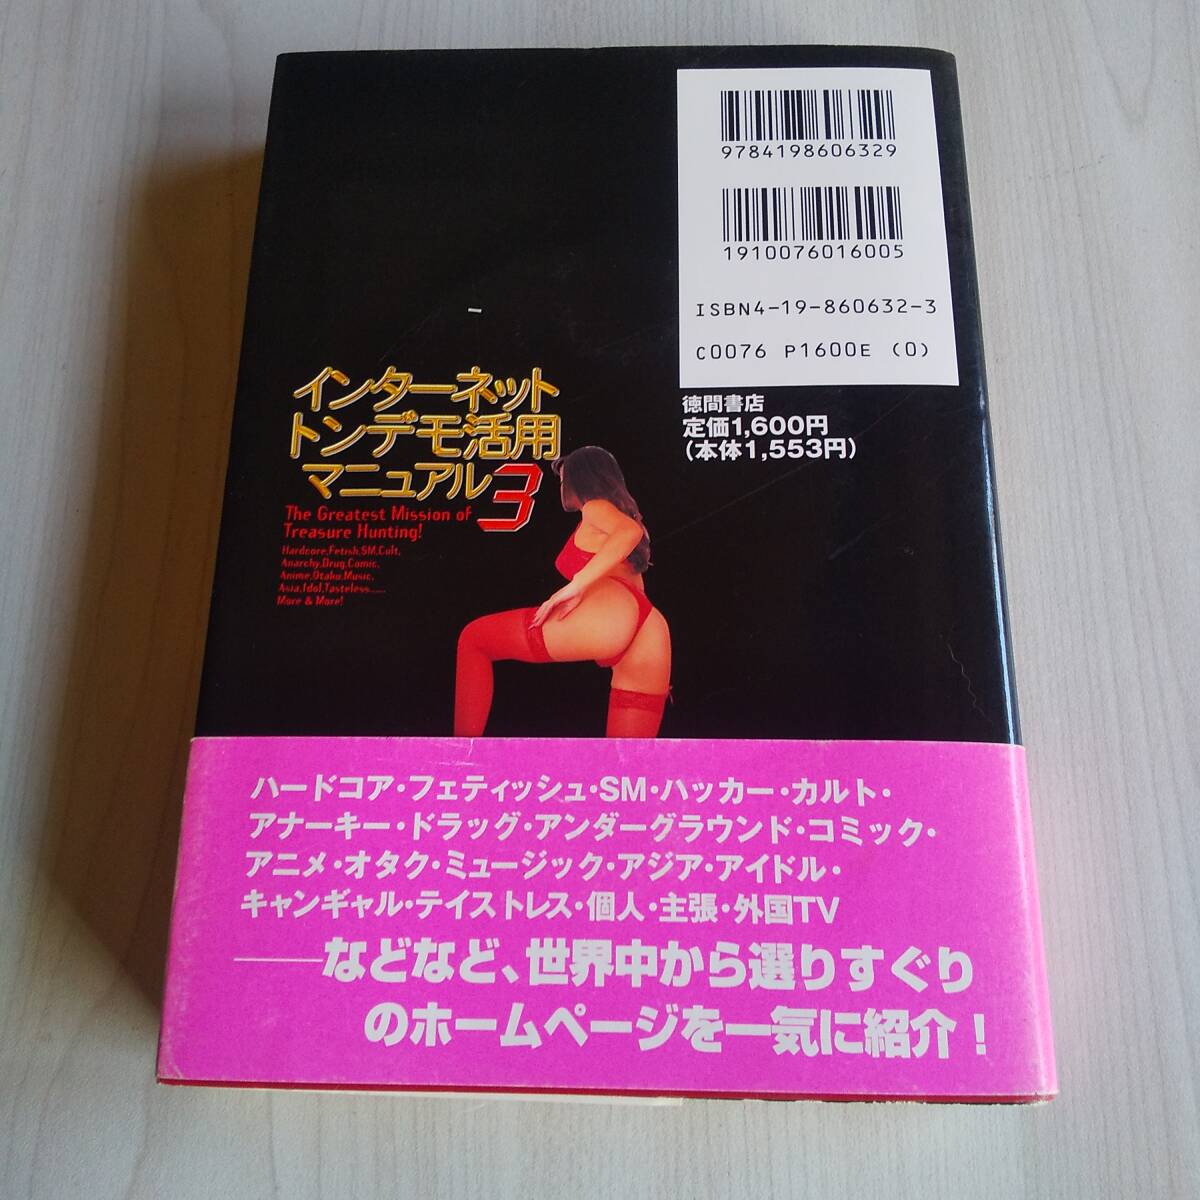 9784198606329
1910076016005
ISBN4-19-860632-3
C0076 P1600E (0)
徳間書店
定価1,600円
(本体1,553円)
インターネット
トンデモ活用
マニュアル3
The Greatest Mission of
Treasure Hunting!
Hardcore,Fetish,SM,Cult,
Anarchy,Drug,Comic,
Anime,Otaku,Music,
Asia,Idol,Tasteless......
More & More!
ハードコア・フェティッシュ・SM・ハッカー・カルト・
アナーキー・ドラッグ・アンダーグラウンド・コミック・
アニメ・オタク・ミュージック・アジア・アイドル・
キャンギャル・テイストレス・個人・主張・外国TV
――などなど、世界中から選りすぐり
のホームページを一気に紹介!